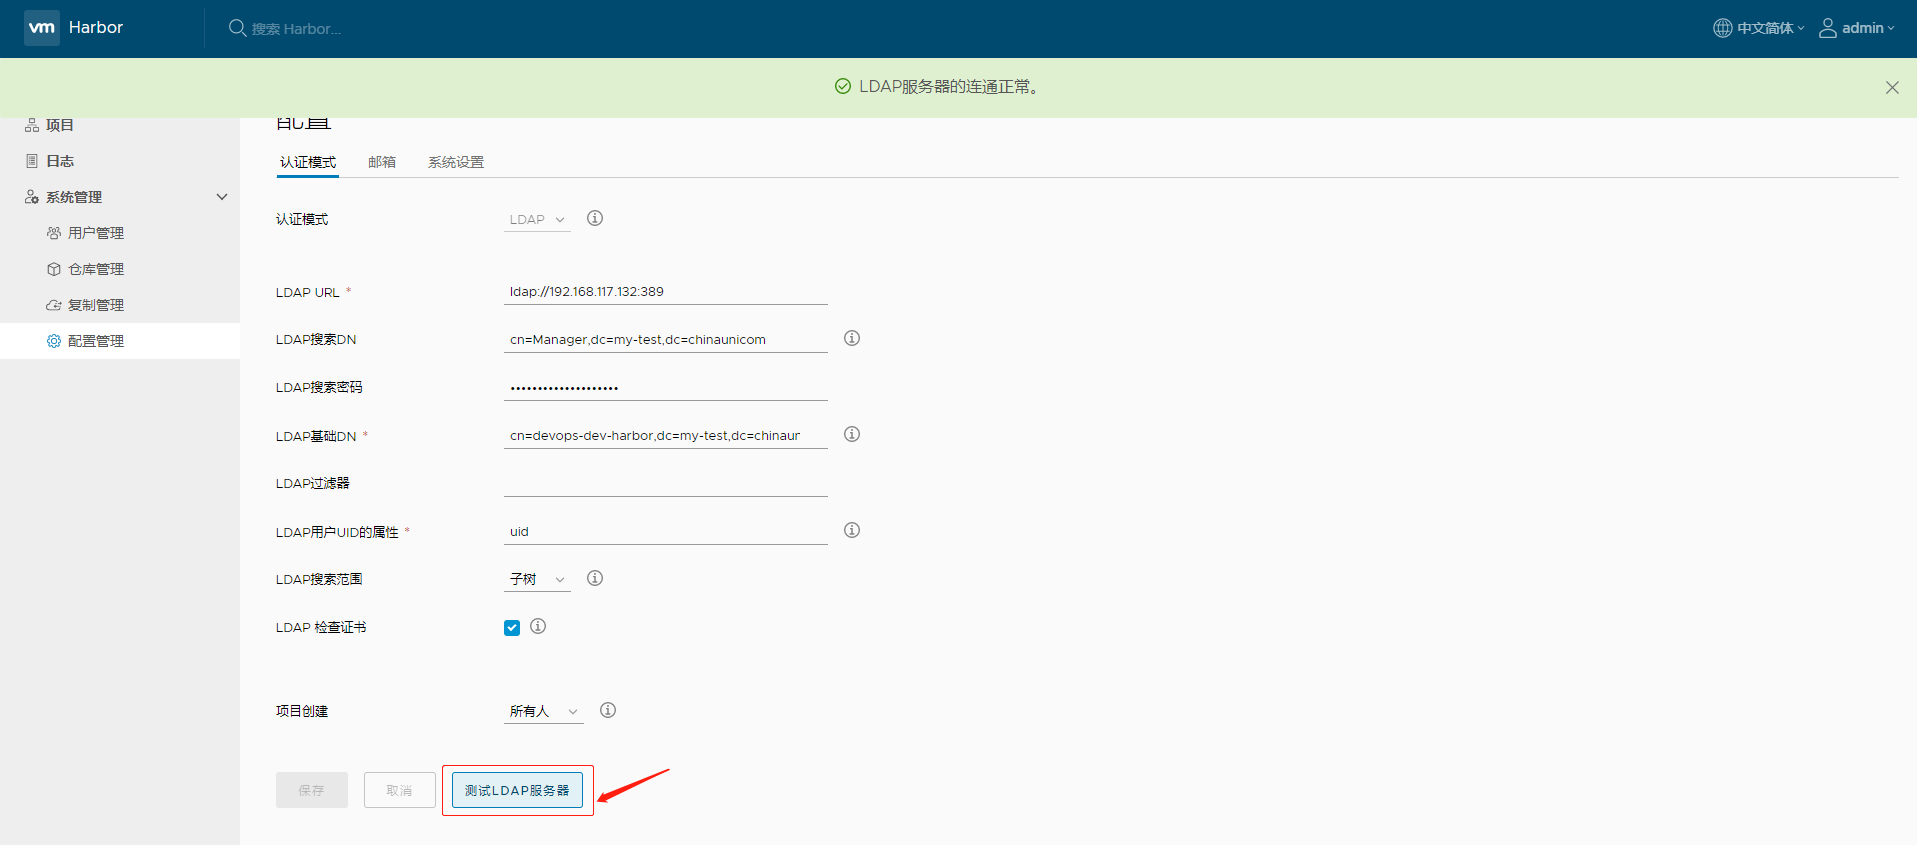 vm Harbor
搜索 Harbor...
中文简体
admin
LDAP服务器的连通正常。
项目
日志
系统管理
用户管理
仓库管理
复制管理
配置管理
配置
认证模式 邮箱 系统设置
认证模式 LDAP
LDAP URL * ldap://192.168.117.132:389
LDAP搜索DN cn=Manager,dc=my-test,dc=chinaunicom
LDAP搜索密码 ••••••••••••••••••••
LDAP基础DN * cn=devops-dev-harbor,dc=my-test,dc=chinaur
LDAP过滤器
LDAP用户UID的属性 * uid
LDAP搜索范围 子树
LDAP 检查证书
项目创建 所有人
保存 取消 测试LDAP服务器